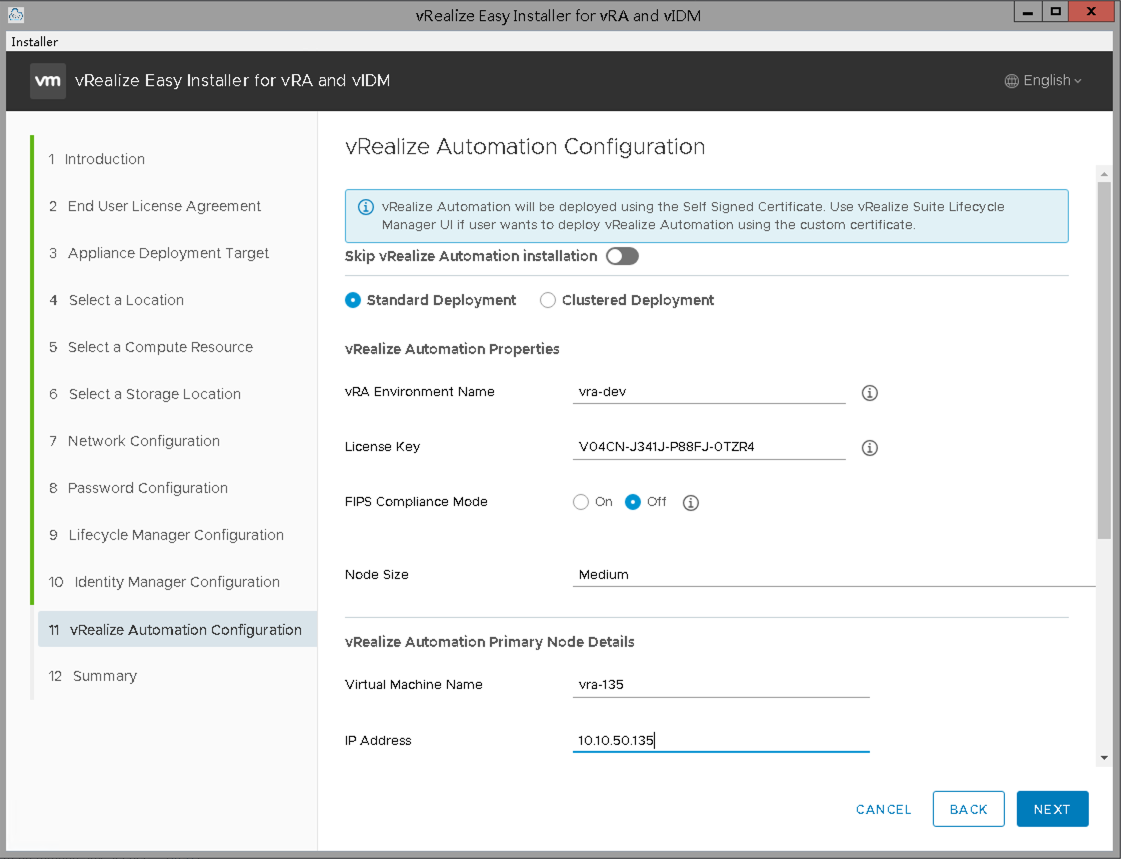 vRealize Easy Installer for vRA and vIDM
Installer
vm vRealize Easy Installer for vRA and vIDM
English
1 Introduction
2 End User License Agreement
3 Appliance Deployment Target
4 Select a Location
5 Select a Compute Resource
6 Select a Storage Location
7 Network Configuration
8 Password Configuration
9 Lifecycle Manager Configuration
10 Identity Manager Configuration
11 vRealize Automation Configuration
12 Summary
vRealize Automation Configuration
vRealize Automation will be deployed using the Self Signed Certificate. Use vRealize Suite Lifecycle
Manager UI if user wants to deploy vRealize Automation using the custom certificate.
Skip vRealize Automation installation
Standard Deployment Clustered Deployment
vRealize Automation Properties
vRA Environment Name vra-dev
License Key V04CN-J341J-P88FJ-0TZR4
FIPS Compliance Mode On Off
Node Size Medium
vRealize Automation Primary Node Details
Virtual Machine Name vra-135
IP Address 10.10.50.135
CANCEL BACK NEXT